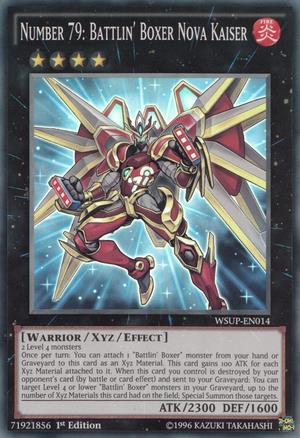 Number 79: Battlin' Boxer Nova Kaiser
FIRE
炎
WSUP-EN014
[Warrior / Xyz / Effect]
2 Level 4 monsters
Once per turn: You can attach 1 "Battlin' Boxer" monster from your hand or
Graveyard to this card as an Xyz Material. This card gains 100 ATK for each
Xyz Material attached to it. When this card you control is destroyed by your
opponent's card (by battle or card effect) and sent to your Graveyard: You can
target Level 4 or lower "Battlin' Boxer" monsters in your Graveyard, up to the
number of Xyz Materials this card had on the field; Special Summon those targets.
ATK/2300 DEF/1600
71921856 1st Edition ©1996 KAZUKI TAKAHASHI